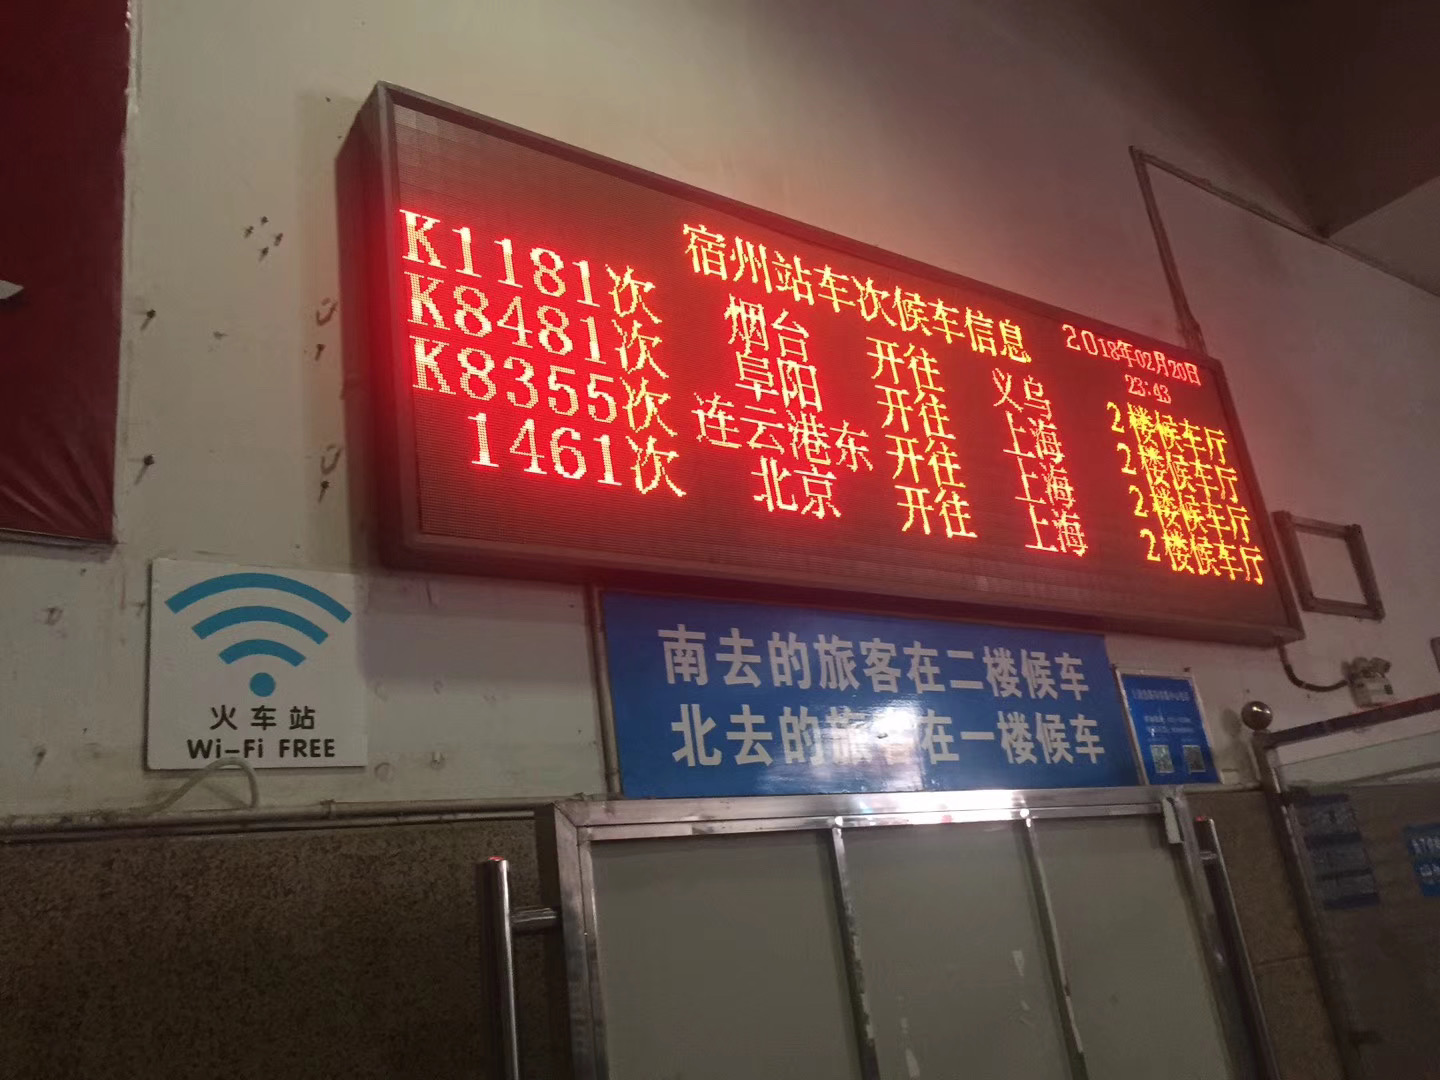 宿州站车次候车信息
2018年02月20日
23:43
K1181次 烟台 开往 义乌 2楼候车厅
K8481次 阜阳 开往 上海 2楼候车厅
K8355次 连云港东 开往 上海 2楼候车厅
1461次 北京 开往 上海 2楼候车厅
火车站
Wi-Fi FREE
南去的旅客在二楼候车
北去的旅客在一楼候车